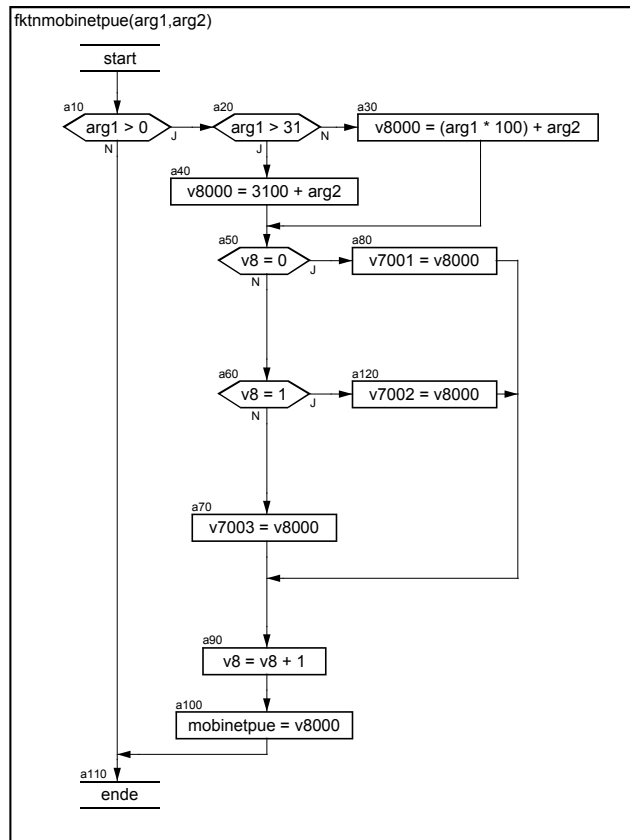 fktnmobinetpue(arg1,arg2)
start
a10
arg1 > 0
J
N
a20
arg1 > 31
N
J
a30
v8000 = (arg1 * 100) + arg2
a40
v8000 = 3100 + arg2
a50
v8 = 0
J
N
a80
v7001 = v8000
a60
v8 = 1
J
N
a120
v7002 = v8000
a70
v7003 = v8000
a90
v8 = v8 + 1
a100
mobinetpue = v8000
a110
ende